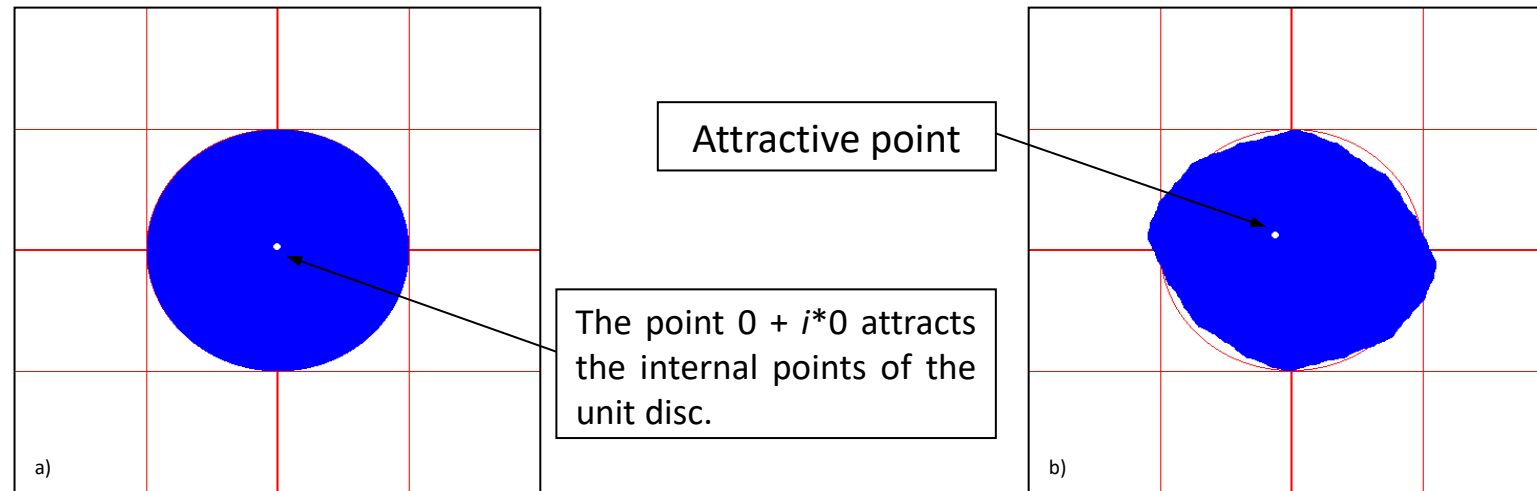 Attractive point
The point 0 + i*0 attracts
the internal points of the
unit disc.
a)
b)